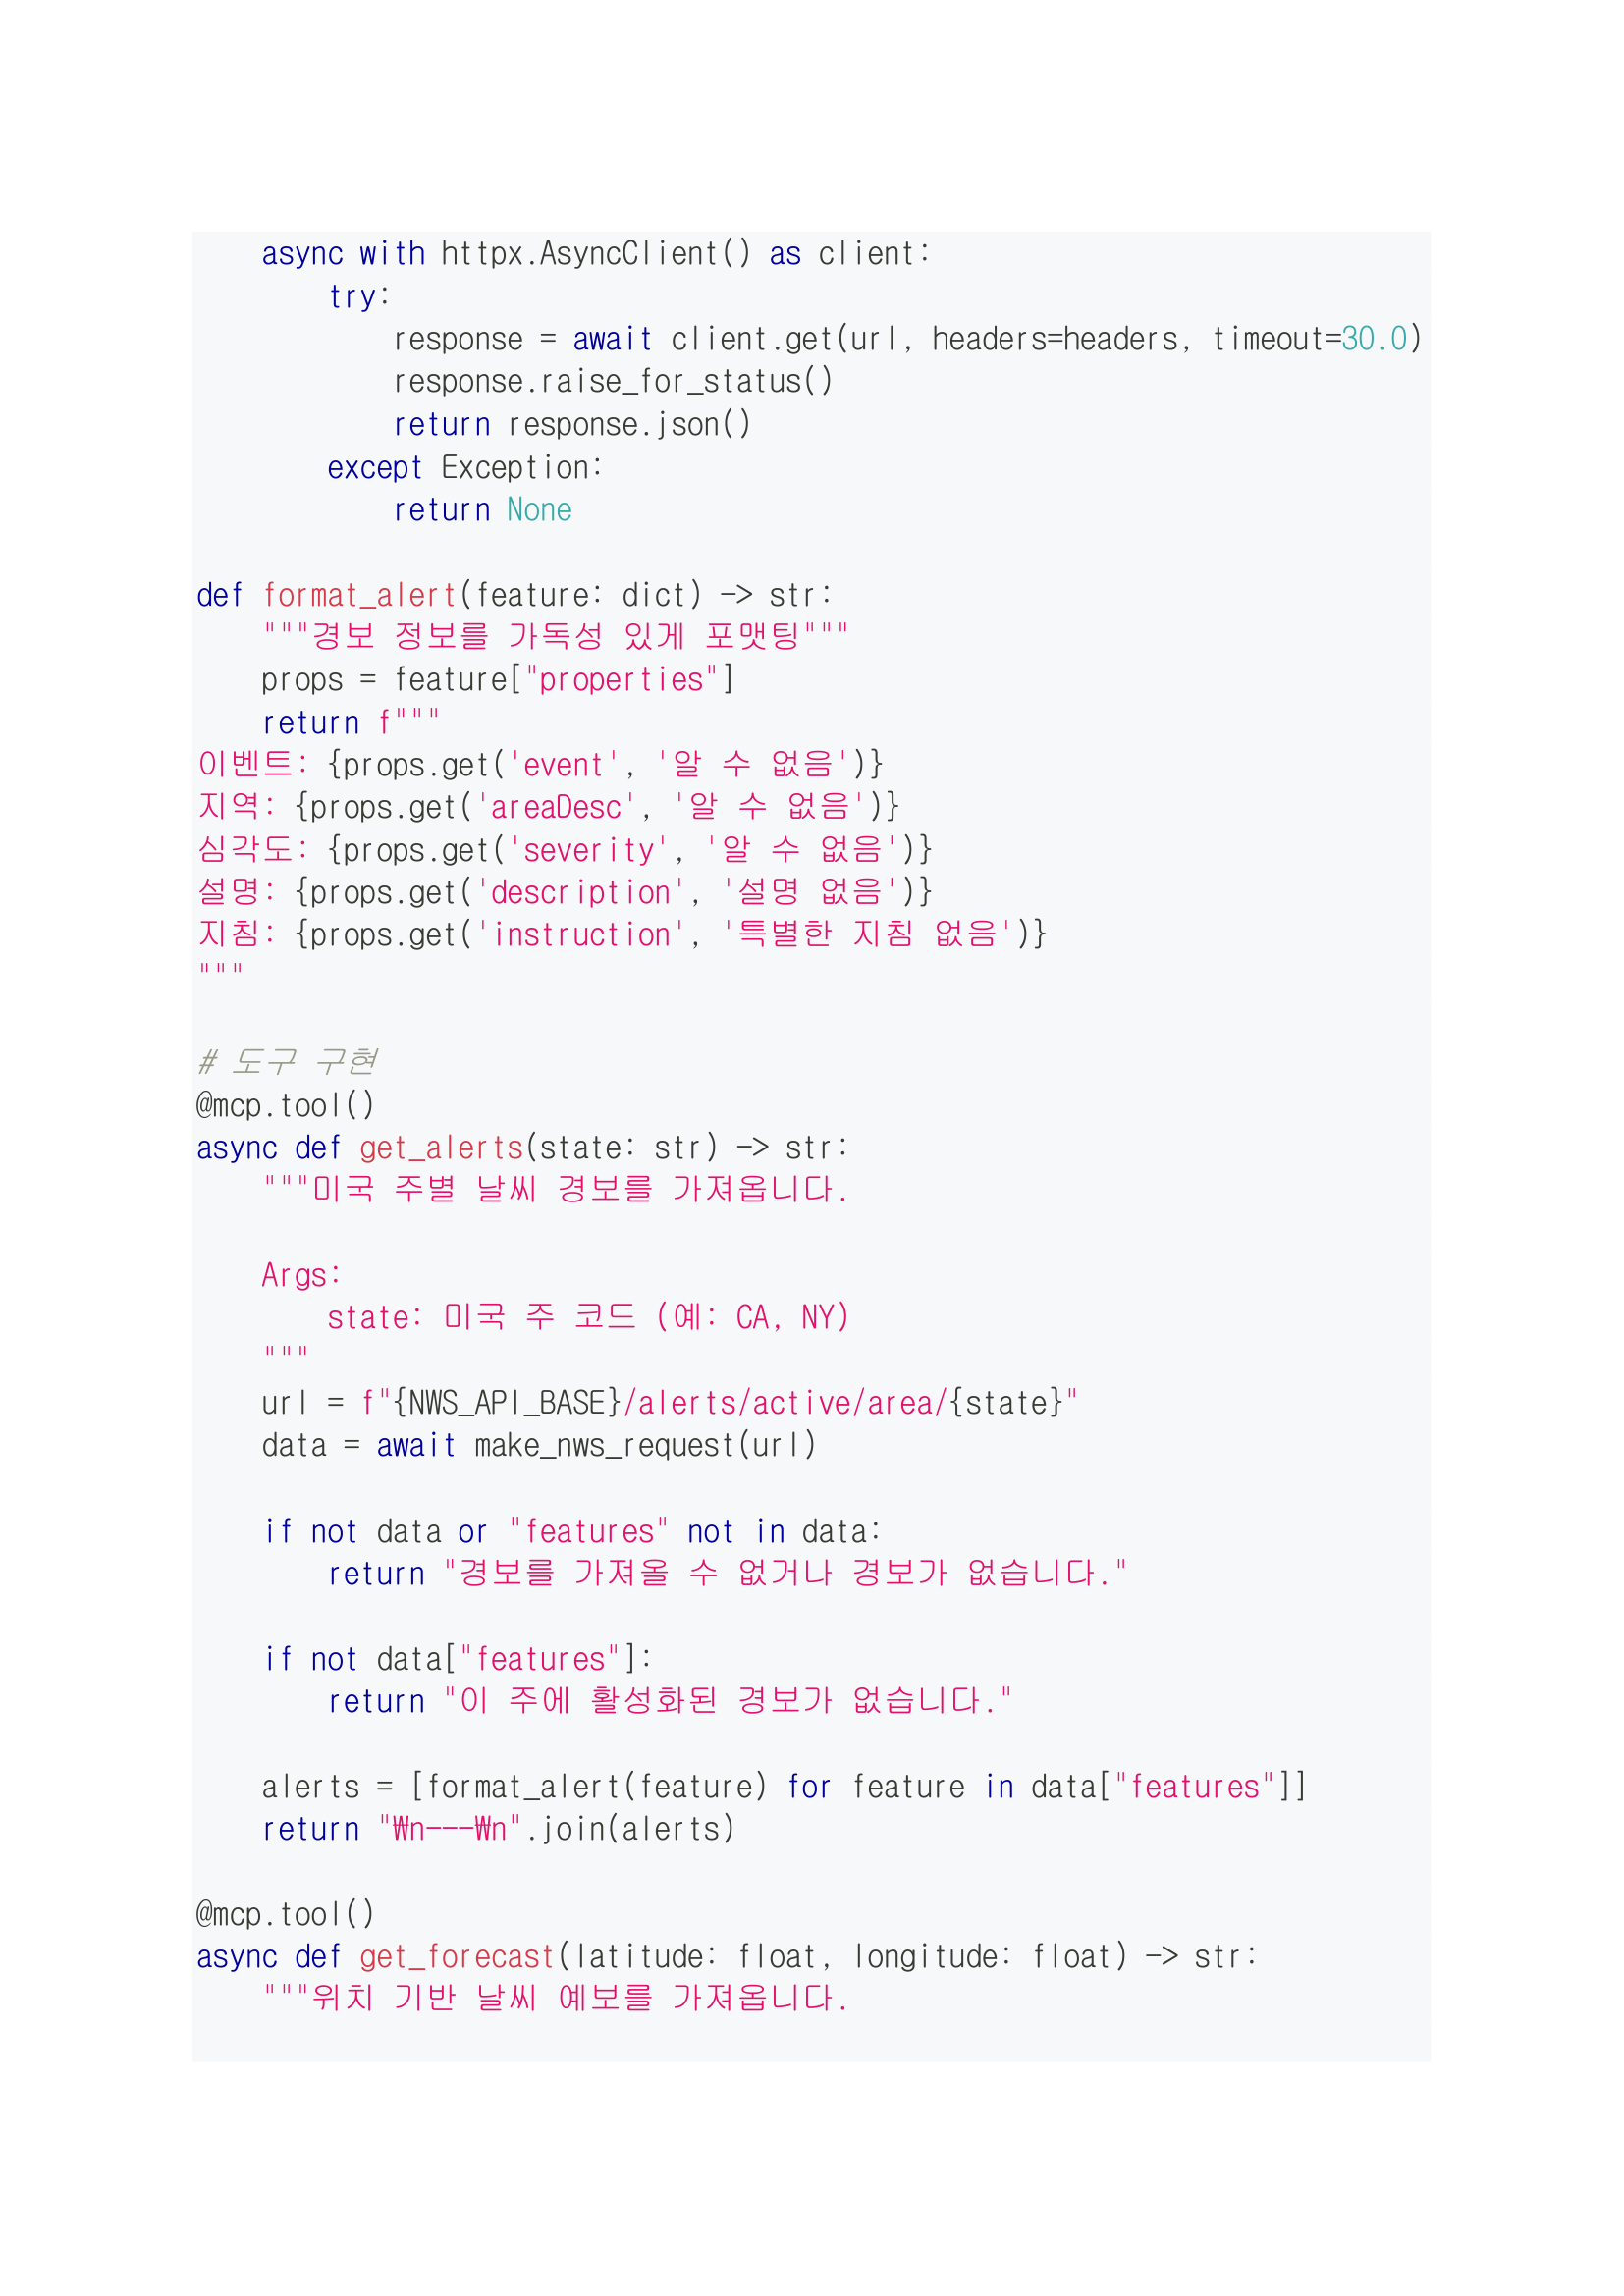 async with httpx.AsyncClient() as client:
        try:
            response = await client.get(url, headers=headers, timeout=30.0)
            response.raise_for_status()
            return response.json()
        except Exception:
            return None

def format_alert(feature: dict) -> str:
    """경보 정보를 가독성 있게 포맷팅"""
    props = feature["properties"]
    return f"""
이벤트: {props.get('event', '알 수 없음')}
지역: {props.get('areaDesc', '알 수 없음')}
심각도: {props.get('severity', '알 수 없음')}
설명: {props.get('description', '설명 없음')}
지침: {props.get('instruction', '특별한 지침 없음')}
"""

# 도구 구현
@mcp.tool()
async def get_alerts(state: str) -> str:
    """미국 주별 날씨 경보를 가져옵니다.

    Args:
        state: 미국 주 코드 (예: CA, NY)
    """
    url = f"{NWS_API_BASE}/alerts/active/area/{state}"
    data = await make_nws_request(url)

    if not data or "features" not in data:
        return "경보를 가져올 수 없거나 경보가 없습니다."

    if not data["features"]:
        return "이 주에 활성화된 경보가 없습니다."

    alerts = [format_alert(feature) for feature in data["features"]]
    return "₩n---₩n".join(alerts)

@mcp.tool()
async def get_forecast(latitude: float, longitude: float) -> str:
    """위치 기반 날씨 예보를 가져옵니다.